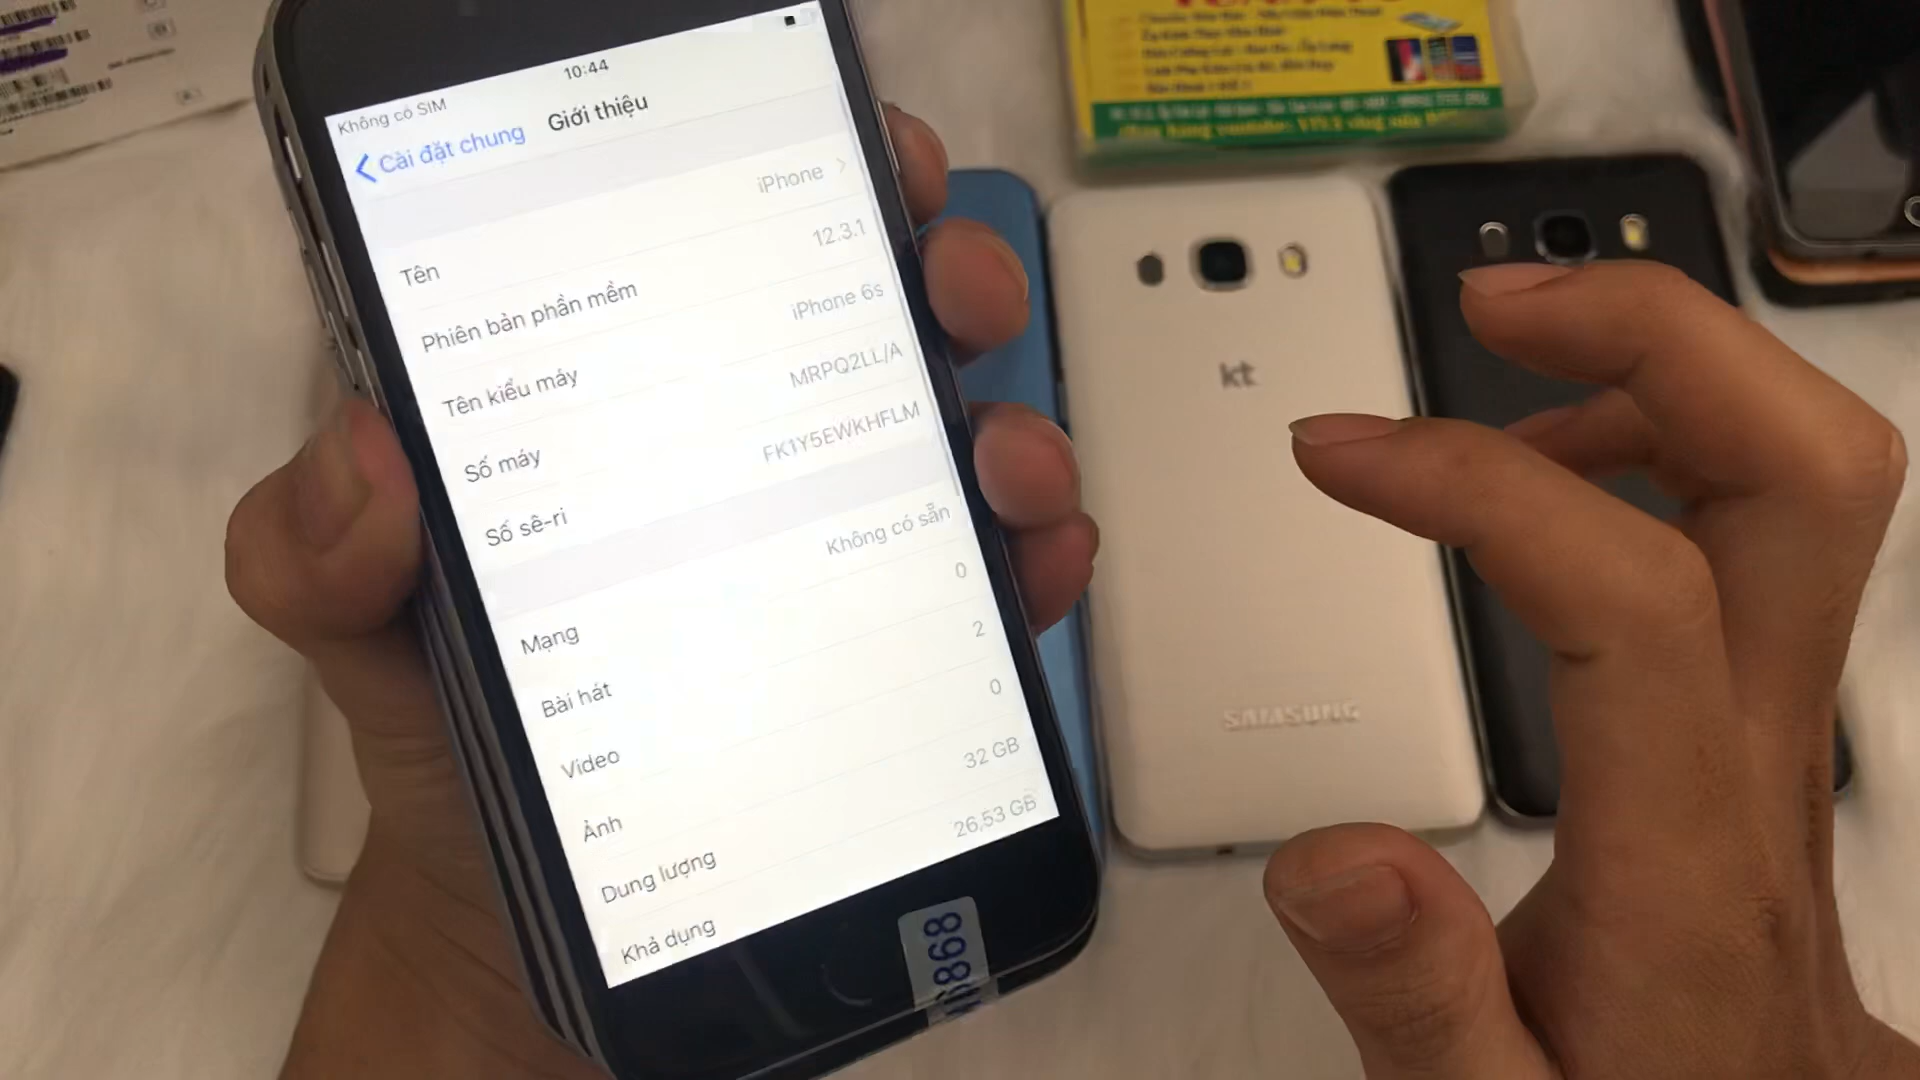 Không có SIM
10:44
Cài đặt chung
Giới thiệu
Tên
iPhone
Phiên bản phần mềm
12.3.1
Tên kiểu máy
iPhone 6s
Số máy
MRPQ2LL/A
Số sê-ri
FK1Y5EWKHFLM
Mạng
Không có sẵn
Bài hát
0
Video
2
Ảnh
0
Dung lượng
32 GB
Khả dụng
26,53 GB
868
kt
SAMSUNG